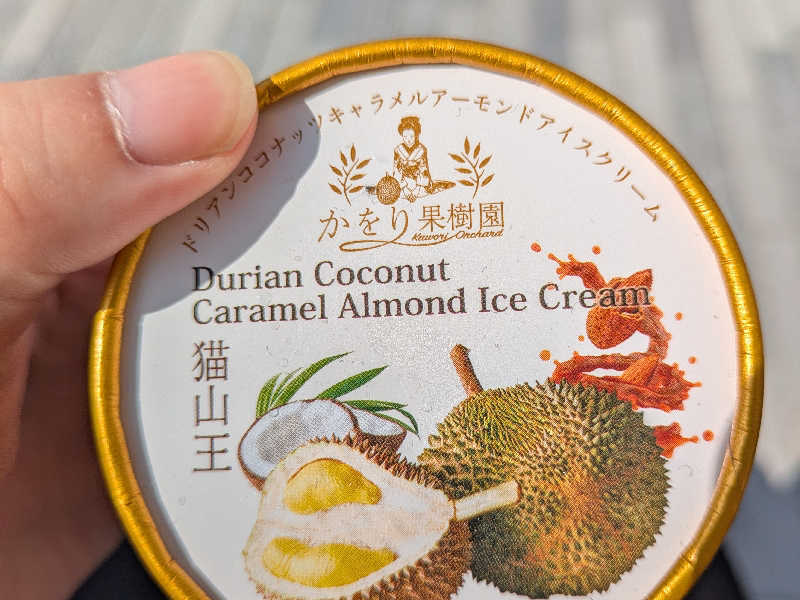 ドリアンココナッツキャラメルアーモンドアイスクリーム
かをり果樹園
Kawori Orchard
Durian Coconut
Caramel Almond Ice Cream
猫山王